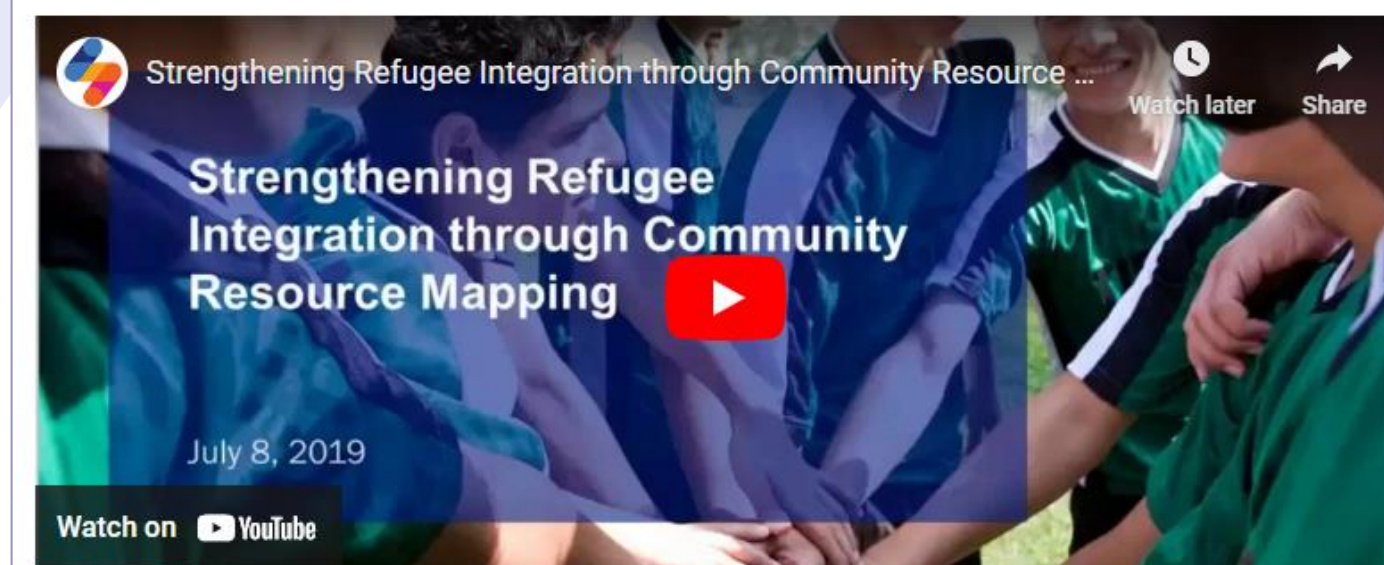 Strengthening Refugee Integration through Community Resource ...
Watch later
Share
Strengthening Refugee
Integration through Community
Resource Mapping
July 8, 2019
Watch on YouTube